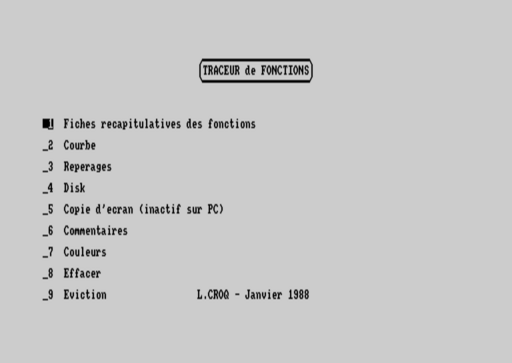 TRACEUR de FONCTIONS
1 Fiches recapitulatives des fonctions
_2 Courbe
_3 Reperages
_4 Disk
_5 Copie d'ecran (inactif sur PC)
_6 Commentaires
_7 Couleurs
_8 Effacer
_9 Eviction L.CROQ - Janvier 1988